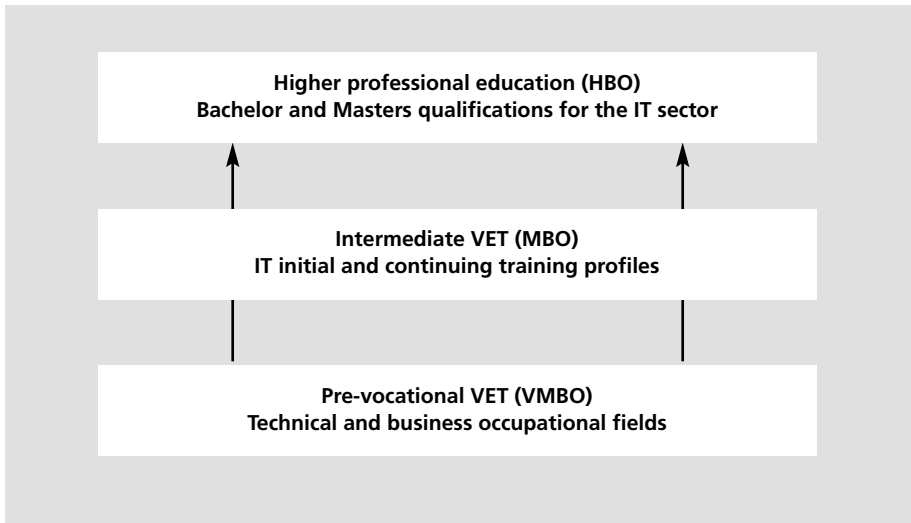 Higher professional education (HBO)
Bachelor and Masters qualifications for the IT sector
Intermediate VET (MBO)
IT initial and continuing training profiles
Pre-vocational VET (VMBO)
Technical and business occupational fields